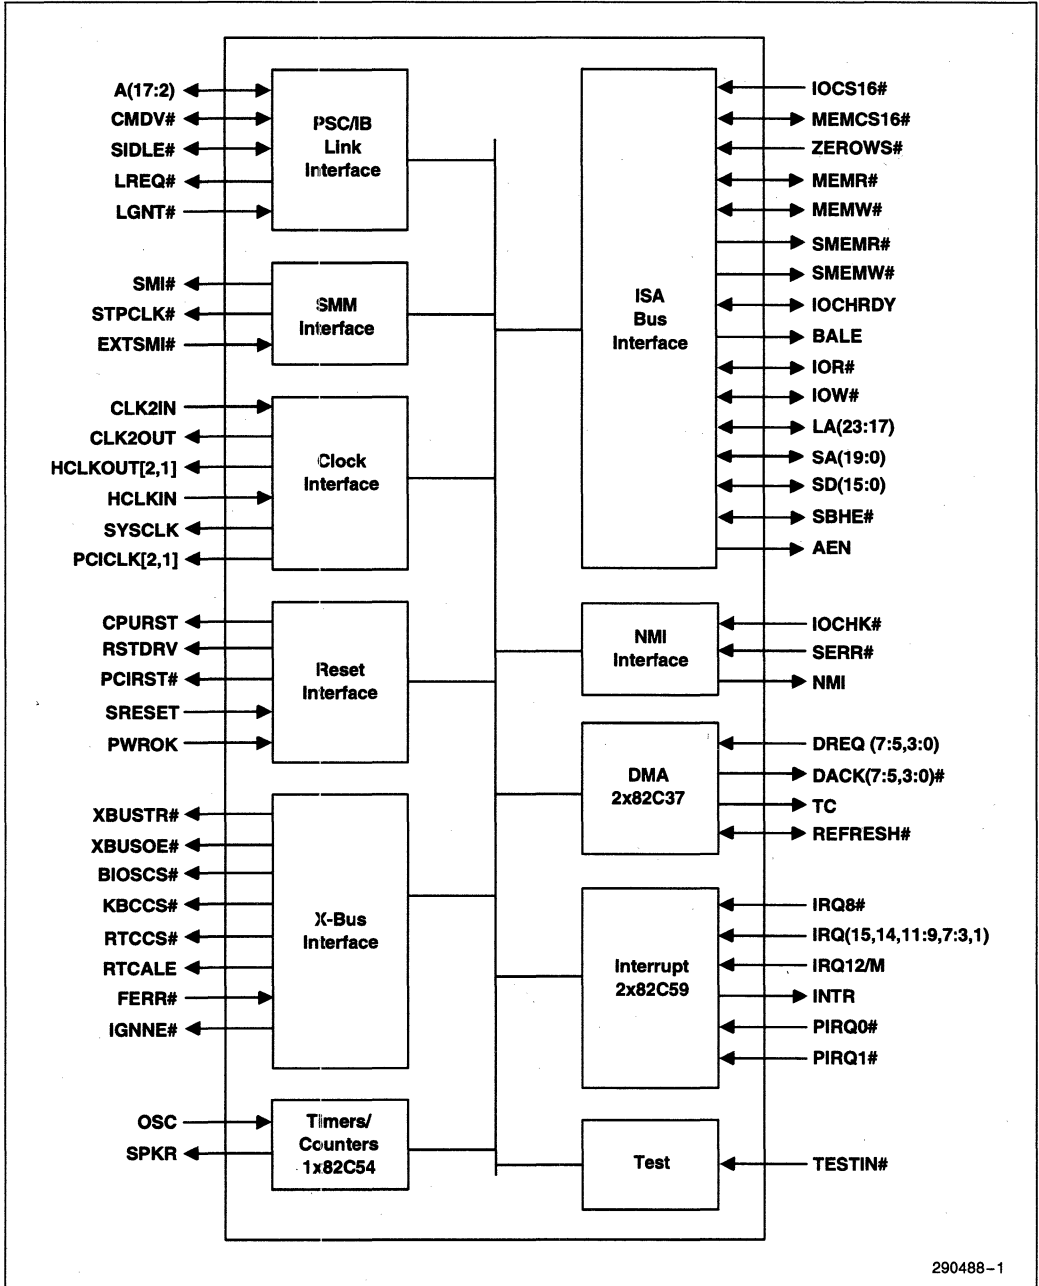 A(17:2)
CMDV#
SIDLE#
LREQ#
LGNT#
PSC/IB
Link
Interface
SMI#
STPCLK#
EXTSMI#
SMM
Interface
CLK2IN
CLK2OUT
HCLKOUT[2,1]
HCLKIN
SYSCLK
PCICLK[2,1]
Clock
Interface
CPURST
RSTDRV
PCIRST#
SRESET
PWROK
Reset
Interface
XBUSTR#
XBUSOE#
BIOSCS#
KBCCS#
RTCCS#
RTCALE
FERR#
IGNNE#
X-Bus
Interface
OSC
SPKR
Timers/
Counters
1x82C54
ISA
Bus
Interface
IOCS16#
MEMCS16#
ZEROWS#
MEMR#
MEMW#
SMEMR#
SMEMW#
IOCHRDY
BALE
IOR#
IOW#
LA(23:17)
SA(19:0)
SD(15:0)
SBHE#
AEN
NMI
Interface
IOCHK#
SERR#
NMI
DMA
2x82C37
DREQ (7:5,3:0)
DACK(7:5,3:0)#
TC
REFRESH#
Interrupt
2x82C59
IRQ8#
IRQ(15,14,11:9,7:3,1)
IRQ12/M
INTR
PIRQ0#
PIRQ1#
Test
TESTIN#
290488–1